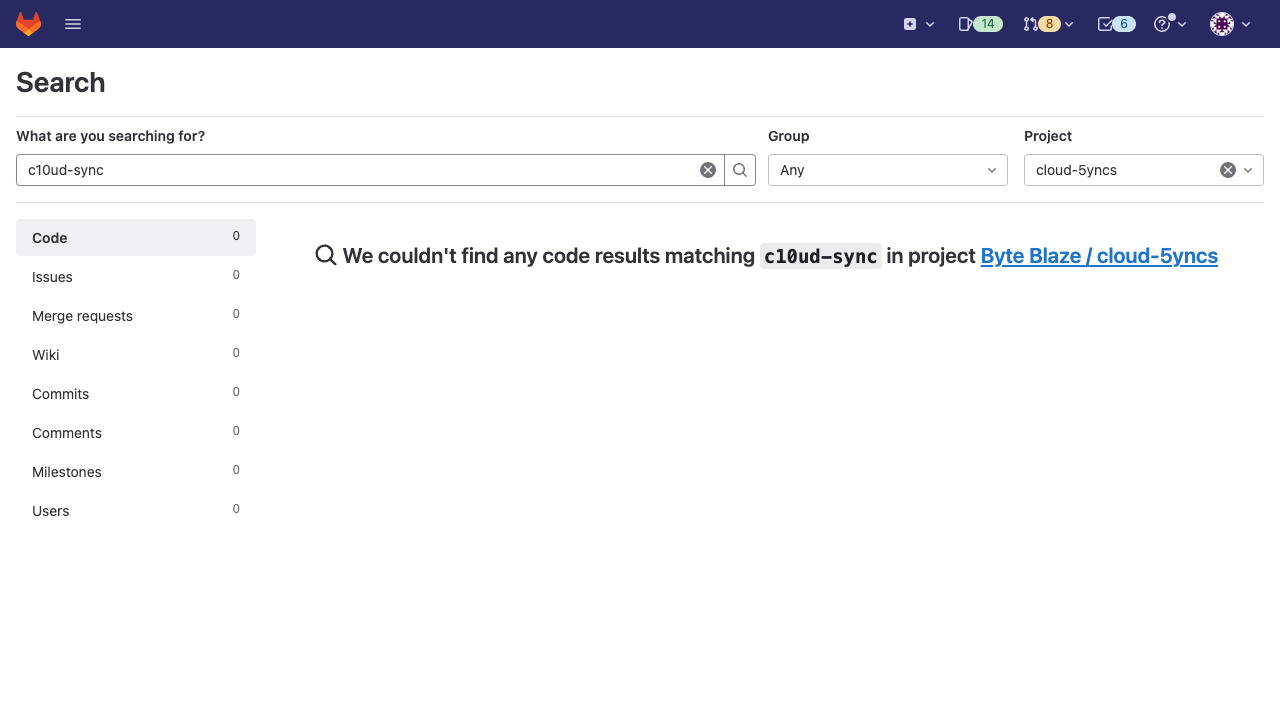 14
8
6
Search
What are you searching for?
Group
Project
c10ud-sync
Any
cloud-5yncs
Code 0
Issues 0
Merge requests 0
Wiki 0
Commits 0
Comments 0
Milestones 0
Users 0
We couldn't find any code results matching c10ud-sync in project Byte Blaze / cloud-5yncs